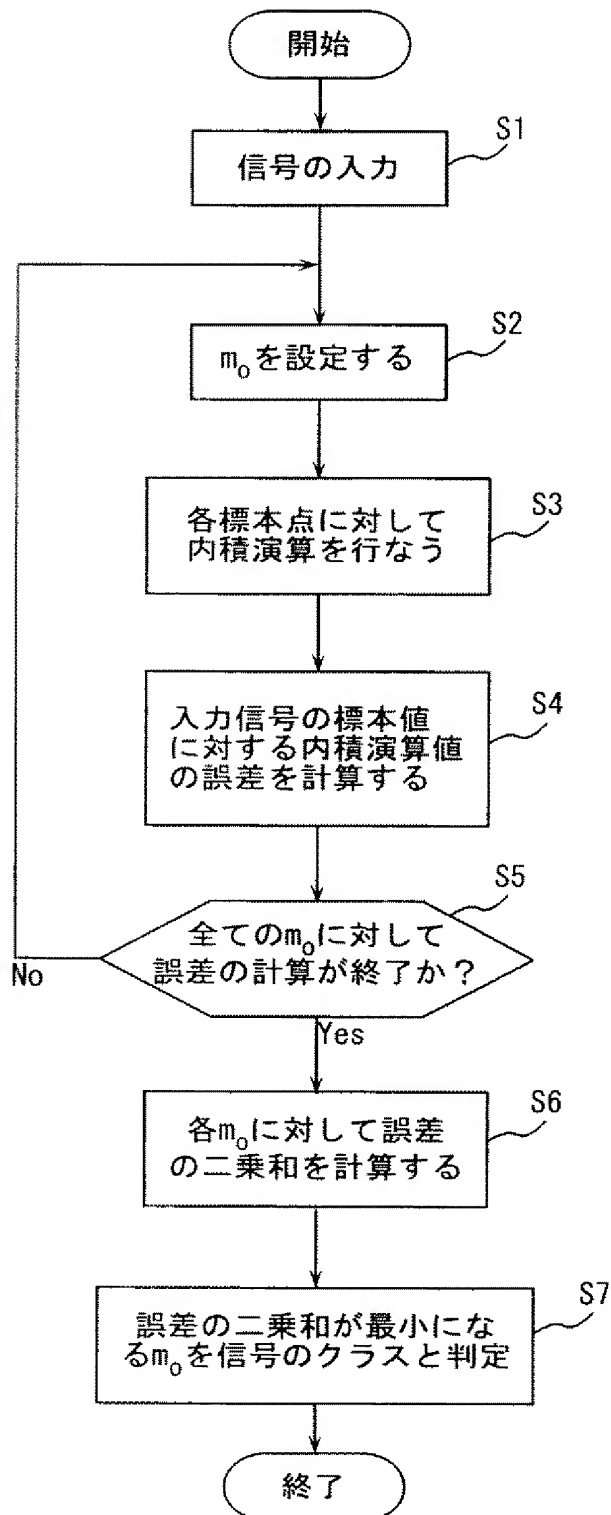 開始
S1
信号の入力
S2
m₀を設定する
S3
各標本点に対して
内積演算を行なう
S4
入力信号の標本値
に対する内積演算値
の誤差を計算する
S5
全てのm₀に対して
誤差の計算が終了か？
No
Yes
S6
各m₀に対して誤差
の二乗和を計算する
S7
誤差の二乗和が最小にな
るm₀を信号のクラスと判定
終了